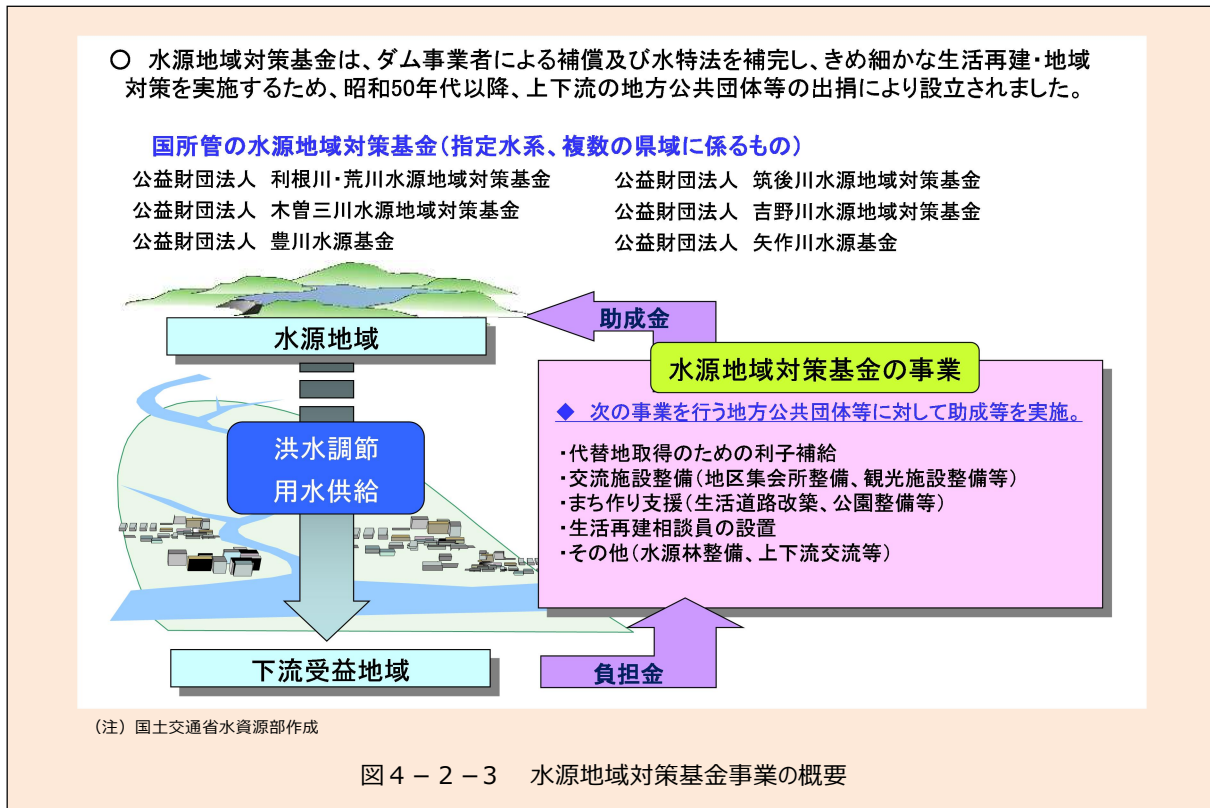 ○ 水源地域対策基金は、ダム事業者による補償及び水特法を補完し、きめ細かな生活再建・地域
対策を実施するため、昭和50年代以降、上下流の地方公共団体等の出捐により設立されました。
国所管の水源地域対策基金（指定水系、複数の県域に係るもの）
公益財団法人 利根川・荒川水源地域対策基金
公益財団法人 木曽三川水源地域対策基金
公益財団法人 豊川水源基金
公益財団法人 筑後川水源地域対策基金
公益財団法人 吉野川水源地域対策基金
公益財団法人 矢作川水源基金
助成金
水源地域
水源地域対策基金の事業
◆ 次の事業を行う地方公共団体等に対して助成等を実施。
・代替地取得のための利子補給
・交流施設整備（地区集会所整備、観光施設整備等）
・まち作り支援（生活道路改築、公園整備等）
・生活再建相談員の設置
・その他（水源林整備、上下流交流等）
洪水調節
用水供給
下流受益地域
負担金
（注）国土交通省水資源部作成
図４－２－３ 水源地域対策基金事業の概要